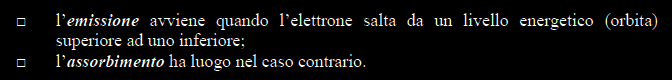 □ l’emissione avviene quando l’elettrone salta da un livello energetico (orbita)
superiore ad uno inferiore;
□ l’assorbimento ha luogo nel caso contrario.